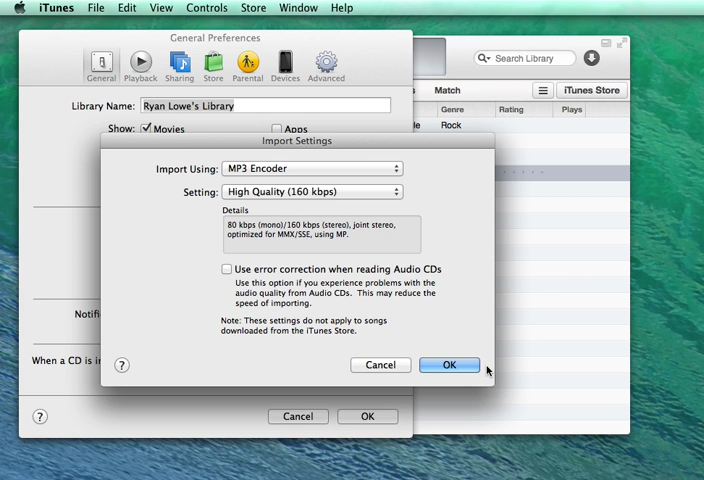 iTunes File Edit View Controls Store Window Help
General Preferences
General Playback Sharing Store Parental Devices Advanced
Search Library
Match
iTunes Store
Library Name: Ryan Lowe's Library
Genre Rating Plays
Show: Movies Apps
Rock
Import Settings
Import Using: MP3 Encoder
Setting: High Quality (160 kbps)
Details
80 kbps (mono)/160 kbps (stereo), joint stereo,
optimized for MMX/SSE, using MP.
Use error correction when reading Audio CDs
Use this option if you experience problems with the
audio quality from Audio CDs. This may reduce the
speed of importing.
Note: These settings do not apply to songs
downloaded from the iTunes Store.
When a CD is
? Cancel OK
? Cancel OK